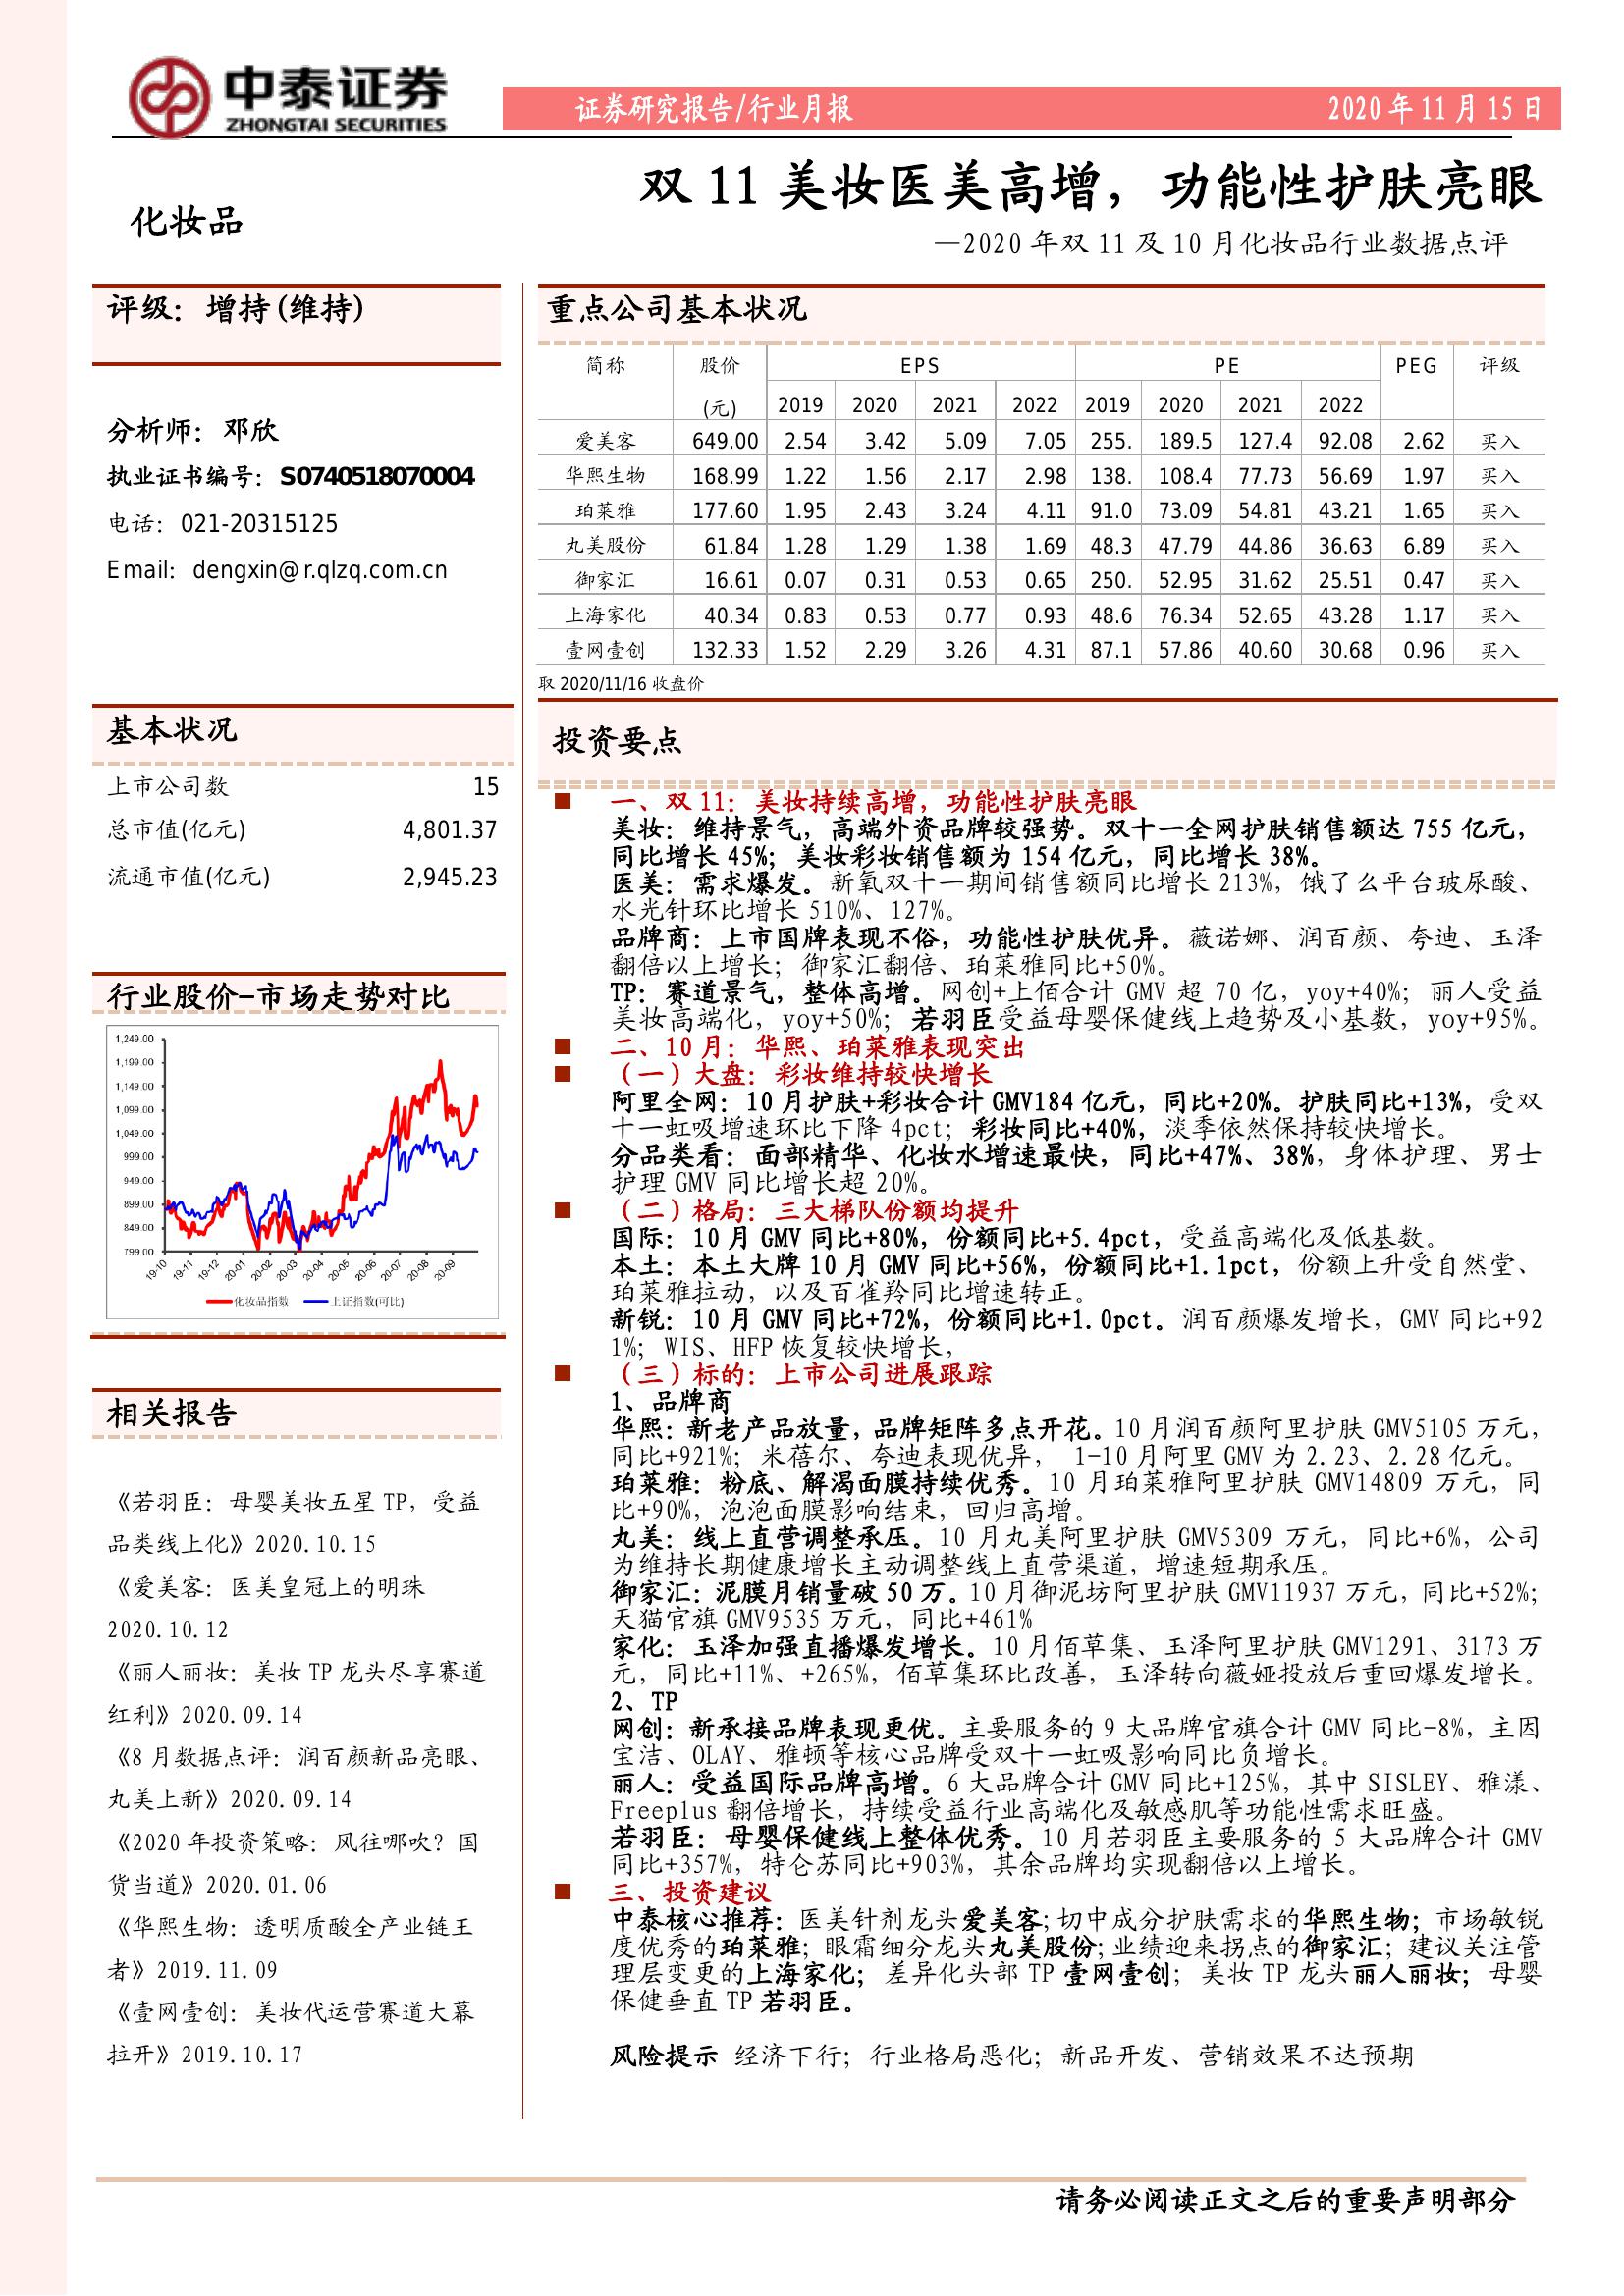 中泰证券
ZHONGTAI SECURITIES
证券研究报告/行业月报 2020年11月15日
化妆品
双11美妆医美高增，功能性护肤亮眼
—2020年双11及10月化妆品行业数据点评
评级：增持(维持)
分析师：邓欣
执业证书编号：S0740518070004
电话：021-20315125
Email：dengxin@r.qlzq.com.cn
基本状况
上市公司数 15
总市值(亿元) 4,801.37
流通市值(亿元) 2,945.23
行业股价-市场走势对比
1,249.00
1,199.00
1,149.00
1,099.00
1,049.00
999.00
949.00
899.00
849.00
799.00
19-10 19-11 19-12 20-01 20-02 20-03 20-04 20-05 20-06 20-07 20-08 20-09
化妆品指数 上证指数(可比)
相关报告
《若羽臣：母婴美妆五星TP，受益
品类线上化》2020.10.15
《爱美客：医美皇冠上的明珠
2020.10.12
《丽人丽妆：美妆TP龙头尽享赛道
红利》2020.09.14
《8月数据点评：润百颜新品亮眼、
丸美上新》2020.09.14
《2020年投资策略：风往哪吹？国
货当道》2020.01.06
《华熙生物：透明质酸全产业链王
者》2019.11.09
《壹网壹创：美妆代运营赛道大幕
拉开》2019.10.17
重点公司基本状况
简称 股价 EPS PE PEG 评级
(元) 2019 2020 2021 2022 2019 2020 2021 2022
爱美客 649.00 2.54 3.42 5.09 7.05 255. 189.5 127.4 92.08 2.62 买入
华熙生物 168.99 1.22 1.56 2.17 2.98 138. 108.4 77.73 56.69 1.97 买入
珀莱雅 177.60 1.95 2.43 3.24 4.11 91.0 73.09 54.81 43.21 1.65 买入
丸美股份 61.84 1.28 1.29 1.38 1.69 48.3 47.79 44.86 36.63 6.89 买入
御家汇 16.61 0.07 0.31 0.53 0.65 250. 52.95 31.62 25.51 0.47 买入
上海家化 40.34 0.83 0.53 0.77 0.93 48.6 76.34 52.65 43.28 1.17 买入
壹网壹创 132.33 1.52 2.29 3.26 4.31 87.1 57.86 40.60 30.68 0.96 买入
取2020/11/16收盘价
投资要点
■ 一、双11：美妆持续高增，功能性护肤亮眼
美妆：维持景气，高端外资品牌较强势。双十一全网护肤销售额达755亿元，
同比增长45%；美妆彩妆销售额为154亿元，同比增长38%。
医美：需求爆发。新氧双十一期间销售额同比增长213%，饿了么平台玻尿酸、
水光针环比增长510%、127%。
品牌商：上市国牌表现不俗，功能性护肤优异。薇诺娜、润百颜、夸迪、玉泽
翻倍以上增长；御家汇翻倍、珀莱雅同比+50%。
TP：赛道景气，整体高增。网创+上佰合计GMV超70亿，yoy+40%；丽人受益
美妆高端化，yoy+50%；若羽臣受益母婴保健线上趋势及小基数，yoy+95%。
■ 二、10月：华熙、珀莱雅表现突出
■ （一）大盘：彩妆维持较快增长
阿里全网：10月护肤+彩妆合计GMV184亿元，同比+20%。护肤同比+13%，受双
十一虹吸增速环比下降4pct；彩妆同比+40%，淡季依然保持较快增长。
分品类看：面部精华、化妆水增速最快，同比+47%、38%，身体护理、男士
护理GMV同比增长超20%。
■ （二）格局：三大梯队份额均提升
国际：10月GMV同比+80%，份额同比+5.4pct，受益高端化及低基数。
本土：本土大牌10月GMV同比+56%，份额同比+1.1pct，份额上升受自然堂、
珀莱雅拉动，以及百雀羚同比增速转正。
新锐：10月GMV同比+72%，份额同比+1.0pct。润百颜爆发增长，GMV同比+92
1%；WIS、HFP恢复较快增长，
■ （三）标的：上市公司进展跟踪
1、品牌商
华熙：新老产品放量，品牌矩阵多点开花。10月润百颜阿里护肤GMV5105万元，
同比+921%；米蓓尔、夸迪表现优异， 1-10月阿里GMV为2.23、2.28亿元。
珀莱雅：粉底、解渴面膜持续优秀。10月珀莱雅阿里护肤GMV14809万元，同
比+90%，泡泡面膜影响结束，回归高增。
丸美：线上直营调整承压。10月丸美阿里护肤GMV5309万元，同比+6%，公司
为维持长期健康增长主动调整线上直营渠道，增速短期承压。
御家汇：泥膜月销量破50万。10月御泥坊阿里护肤GMV11937万元，同比+52%；
天猫官旗GMV9535万元，同比+461%
家化：玉泽加强直播爆发增长。10月佰草集、玉泽阿里护肤GMV1291、3173万
元，同比+11%、+265%，佰草集环比改善，玉泽转向薇娅投放后重回爆发增长。
2、TP
网创：新承接品牌表现更优。主要服务的9大品牌官旗合计GMV同比-8%，主因
宝洁、OLAY、雅顿等核心品牌受双十一虹吸影响同比负增长。
丽人：受益国际品牌高增。6大品牌合计GMV同比+125%，其中SISLEY、雅漾、
Freeplus翻倍增长，持续受益行业高端化及敏感肌等功能性需求旺盛。
若羽臣：母婴保健线上整体优秀。10月若羽臣主要服务的5大品牌合计GMV
同比+357%，特仑苏同比+903%，其余品牌均实现翻倍以上增长。
■ 三、投资建议
中泰核心推荐：医美针剂龙头爱美客；切中成分护肤需求的华熙生物；市场敏锐
度优秀的珀莱雅；眼霜细分龙头丸美股份；业绩迎来拐点的御家汇；建议关注管
理层变更的上海家化；差异化头部TP壹网壹创；美妆TP龙头丽人丽妆；母婴
保健垂直TP若羽臣。
风险提示 经济下行；行业格局恶化；新品开发、营销效果不达预期
请务必阅读正文之后的重要声明部分